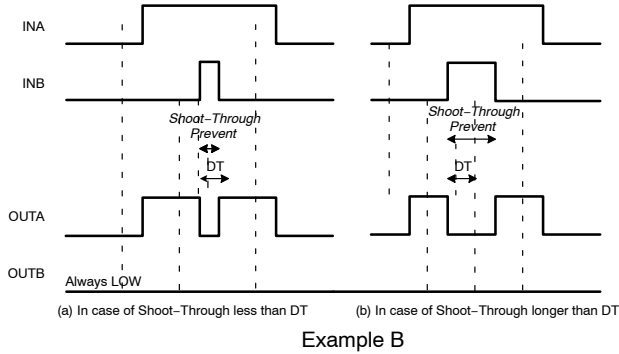 INA
INB
Shoot−Through
Prevent
DT
Shoot−Through
Prevent
DT
OUTA
OUTB
Always LOW
(a) In case of Shoot−Through less than DT
(b) In case of Shoot−Through longer than DT
Example B